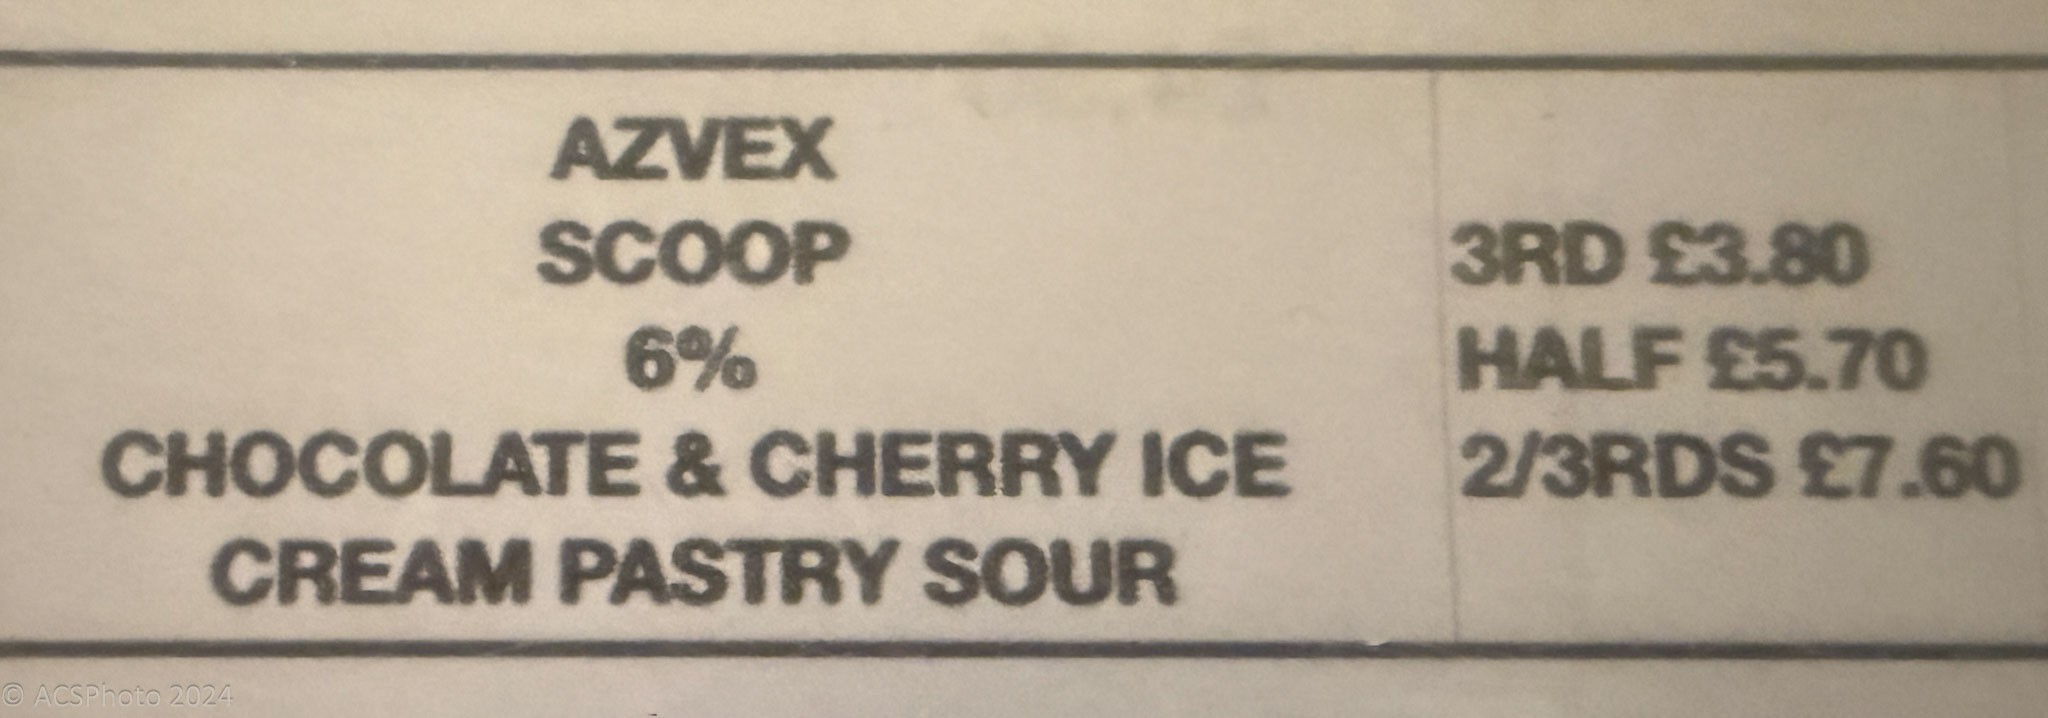 AZVEX
SCOOP
6%
CHOCOLATE & CHERRY ICE
CREAM PASTRY SOUR
3RD £3.80
HALF £5.70
2/3RDS £7.60
© ACSPhoto 2024